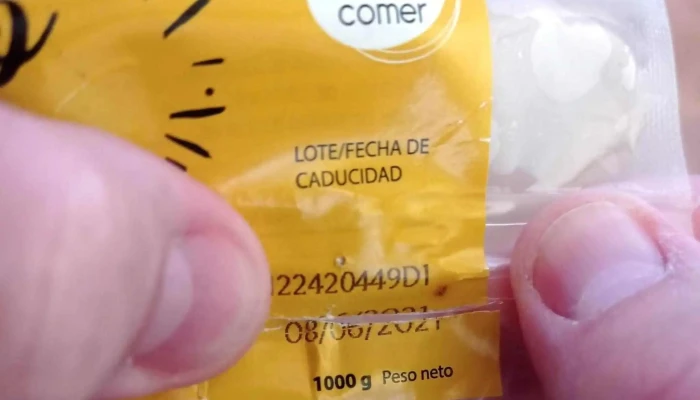 comer
LOTE/FECHA DE
CADUCIDAD
122420449D1
08/06/2021
1000 g Peso neto